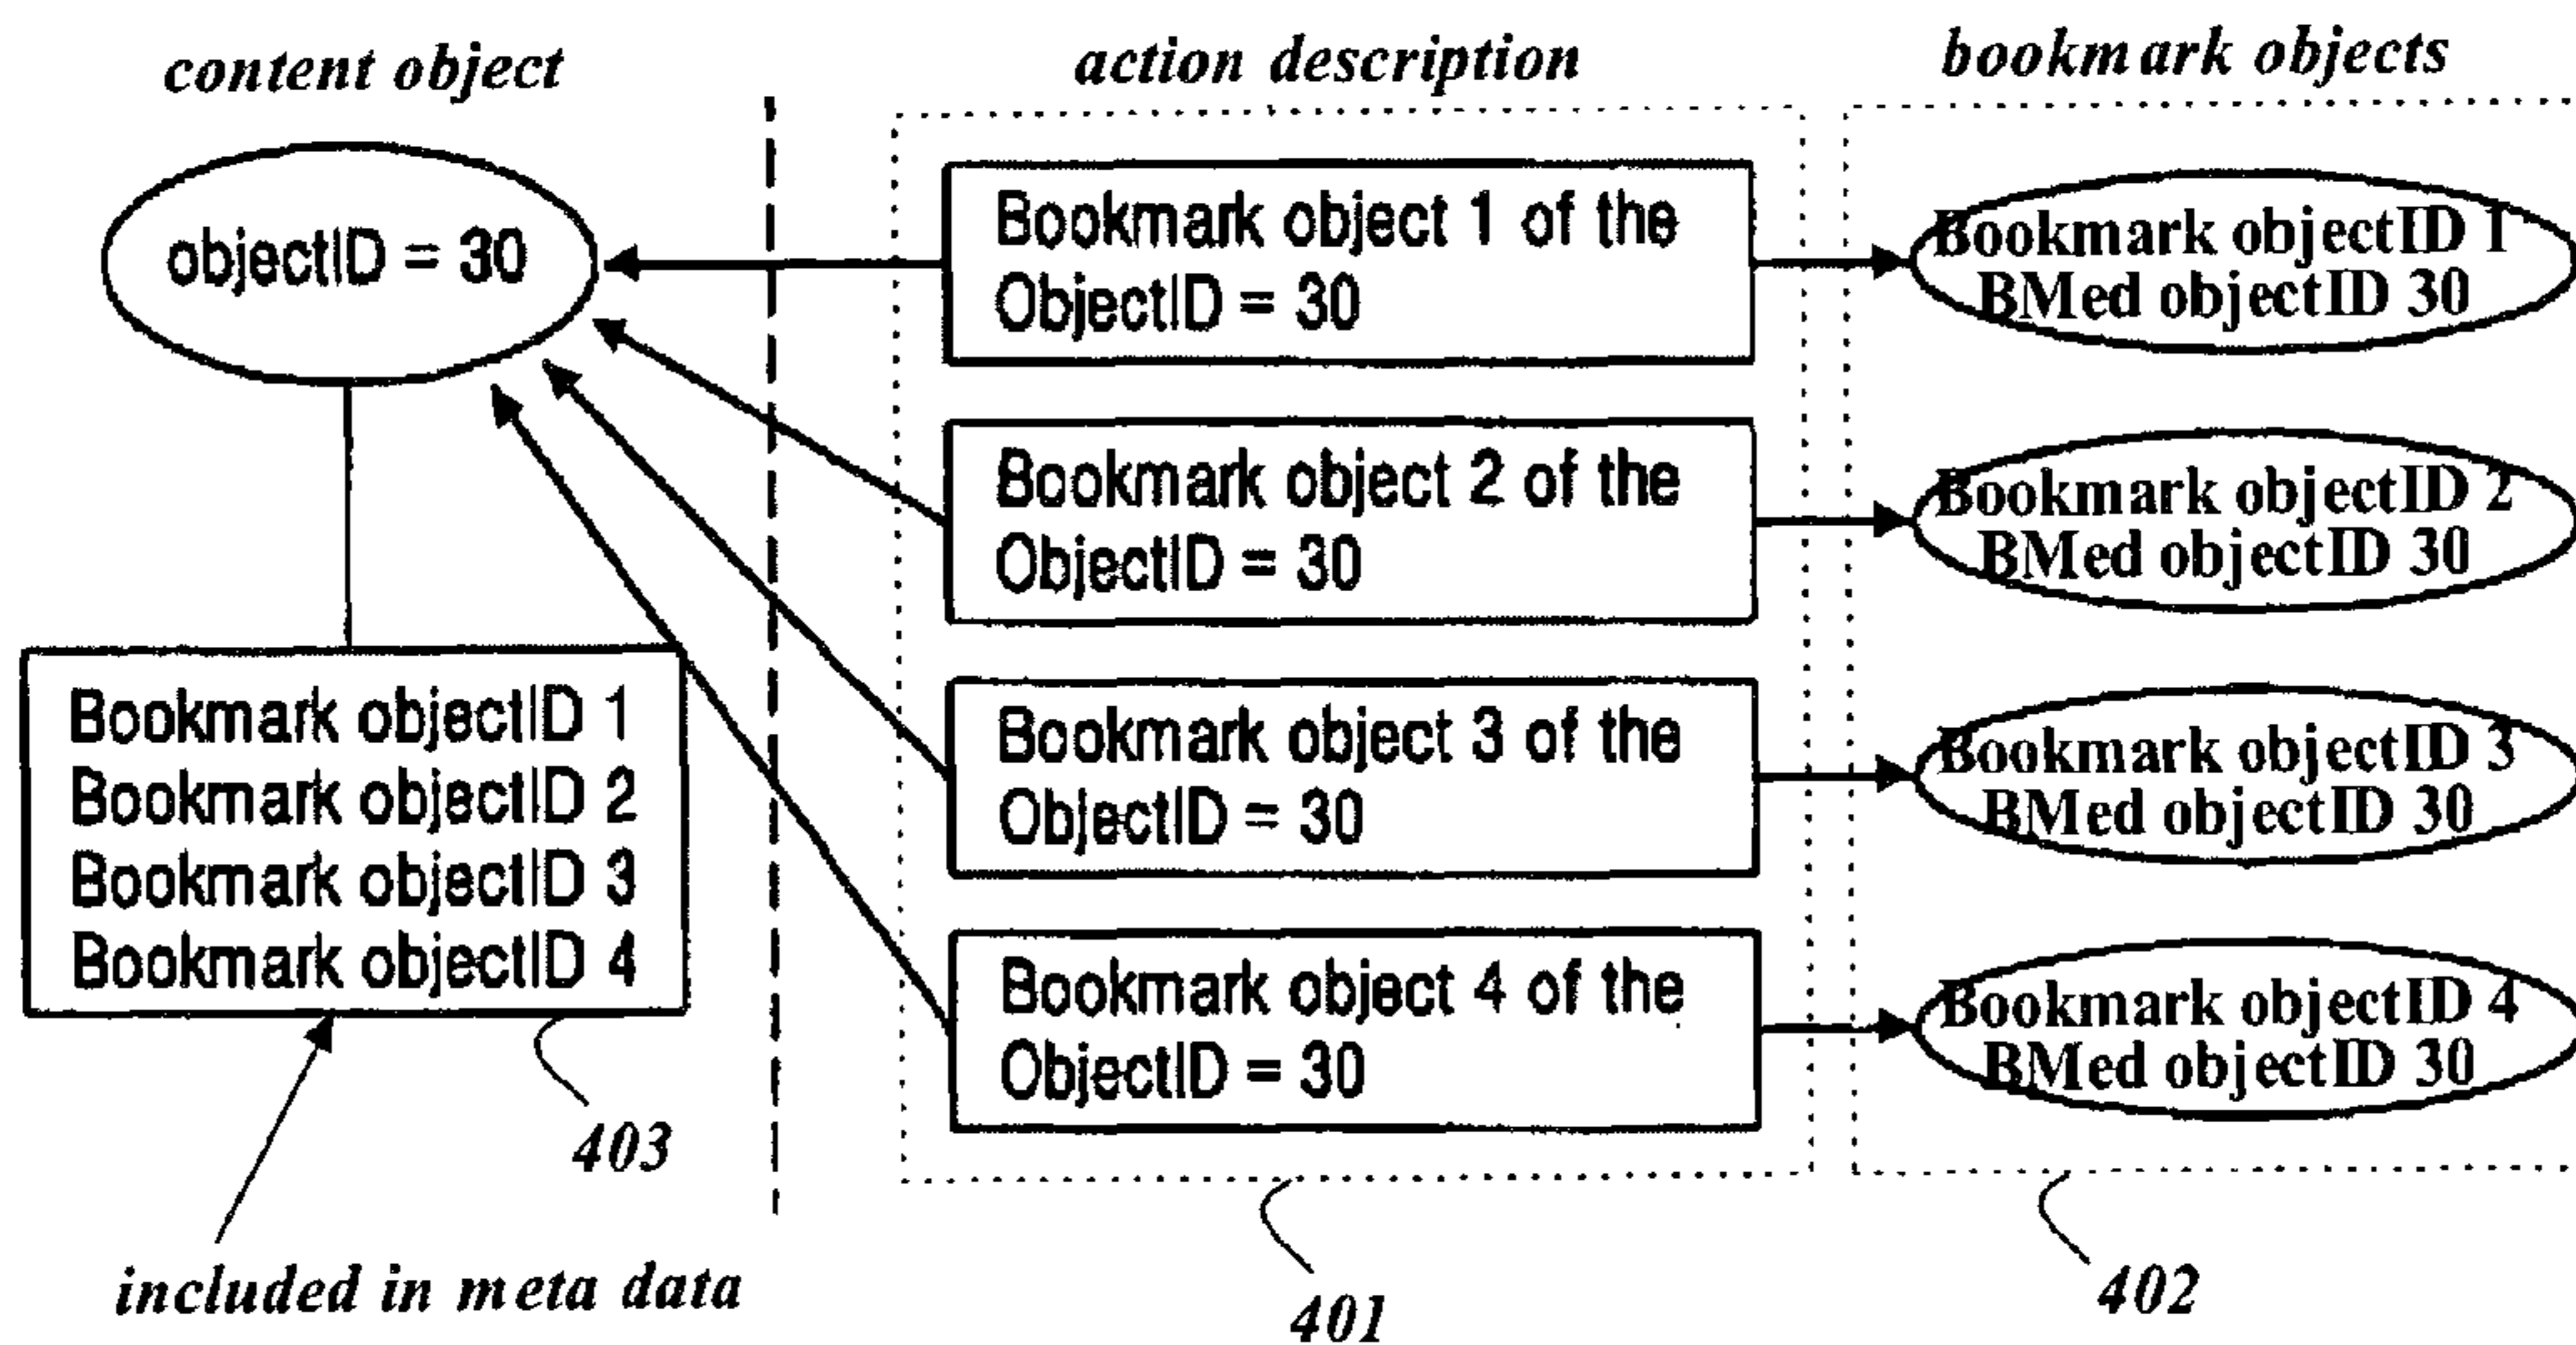 content object
action description
bookmark objects
objectID = 30
Bookmark objectID 1
Bookmark objectID 2
Bookmark objectID 3
Bookmark objectID 4
403
included in meta data
Bookmark object 1 of the
ObjectID = 30
Bookmark object 2 of the
ObjectID = 30
Bookmark object 3 of the
ObjectID = 30
Bookmark object 4 of the
ObjectID = 30
401
Bookmark objectID 1
BMed objectID 30
Bookmark objectID 2
BMed objectID 30
Bookmark objectID 3
BMed objectID 30
Bookmark objectID 4
BMed objectID 30
402